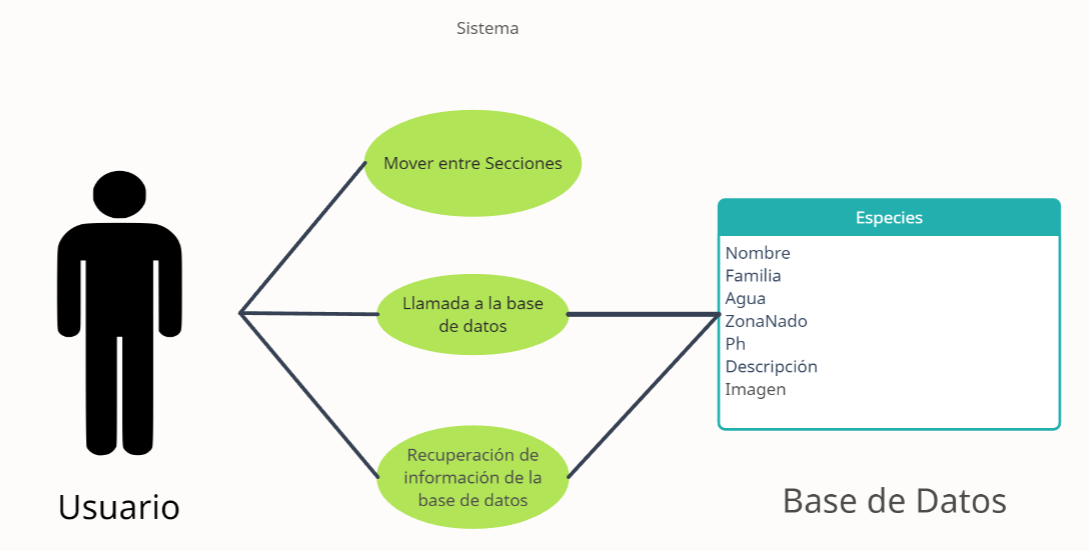 Sistema
Mover entre Secciones
Llamada a la base
de datos
Recuperación de
información de la
base de datos
Usuario
Especies
Nombre
Familia
Agua
ZonaNado
Ph
Descripción
Imagen
Base de Datos